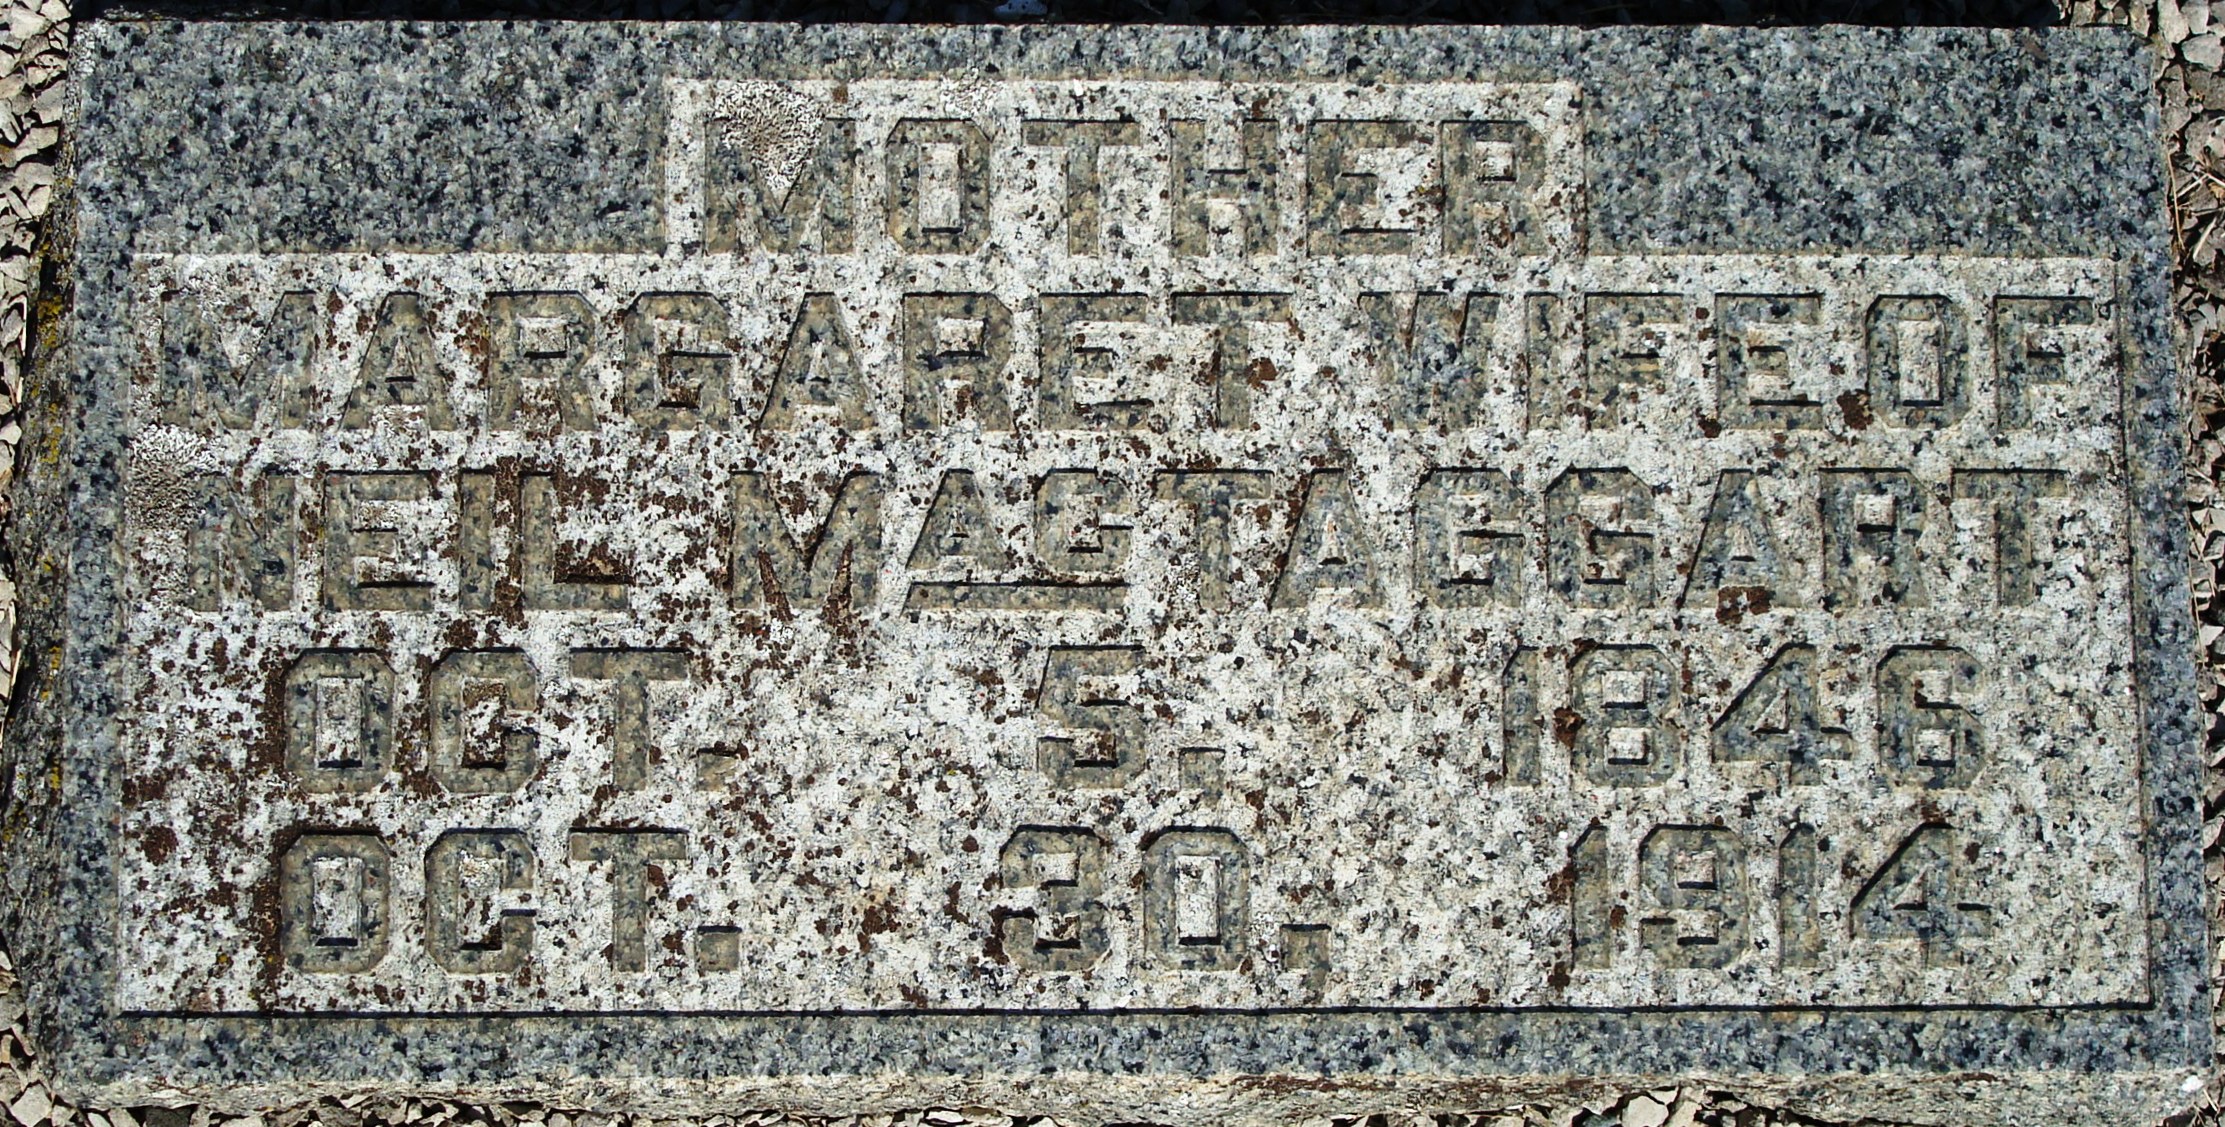 MOTHER
MARGARET WIFE OF
NEIL MACTAGGART
OCT. 5, 1846
OCT. 30, 1914